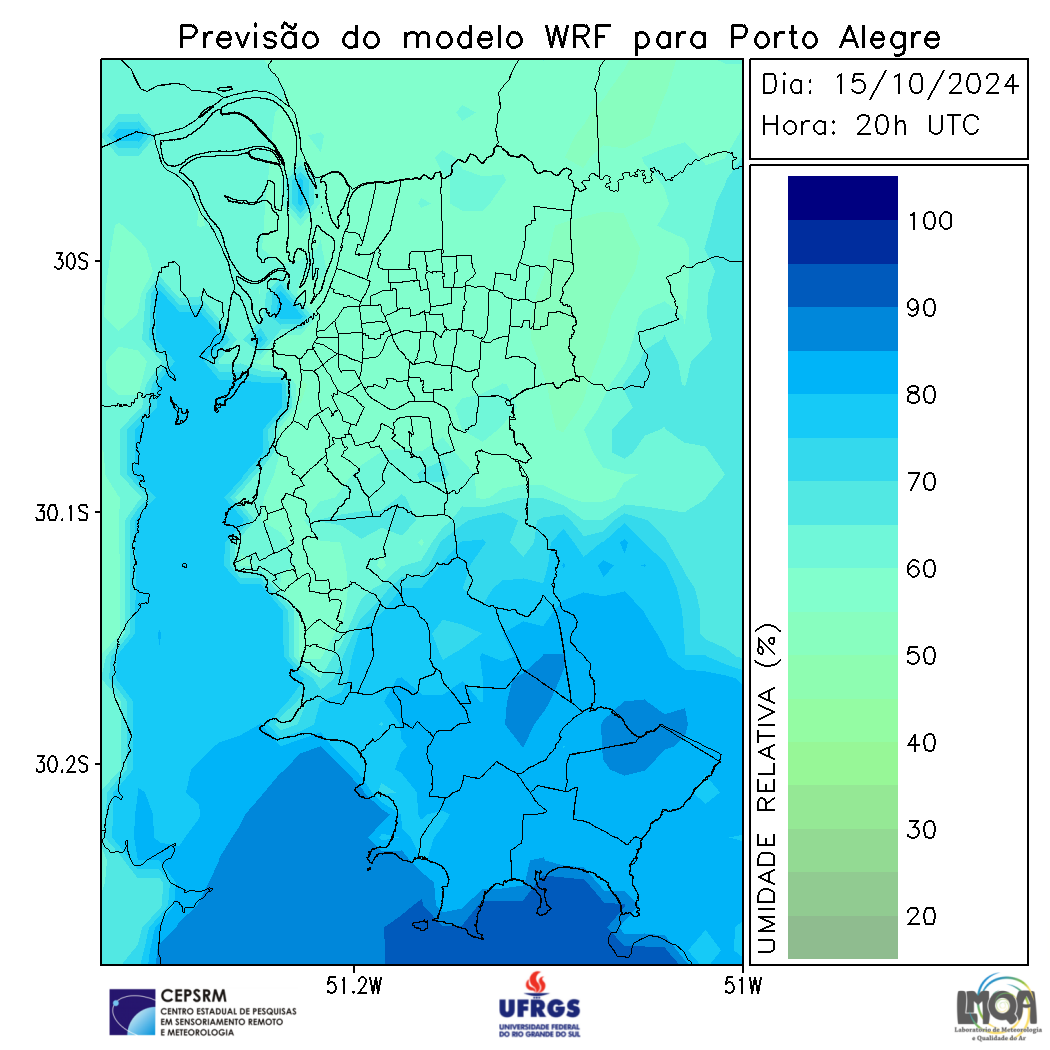 Previsão do modelo WRF para Porto Alegre
Dia: 15/10/2024
Hora: 20h UTC
30S
30.1S
30.2S
51.2W
51W
UMIDADE RELATIVA (%)
100
90
80
70
60
50
40
30
20
CEPSRM
CENTRO ESTADUAL DE PESQUISAS
EM SENSORIAMENTO REMOTO
E METEOROLOGIA
UFRGS
UNIVERSIDADE FEDERAL
DO RIO GRANDE DO SUL
LMQA
Laboratório de Meteorologia
e Qualidade do Ar